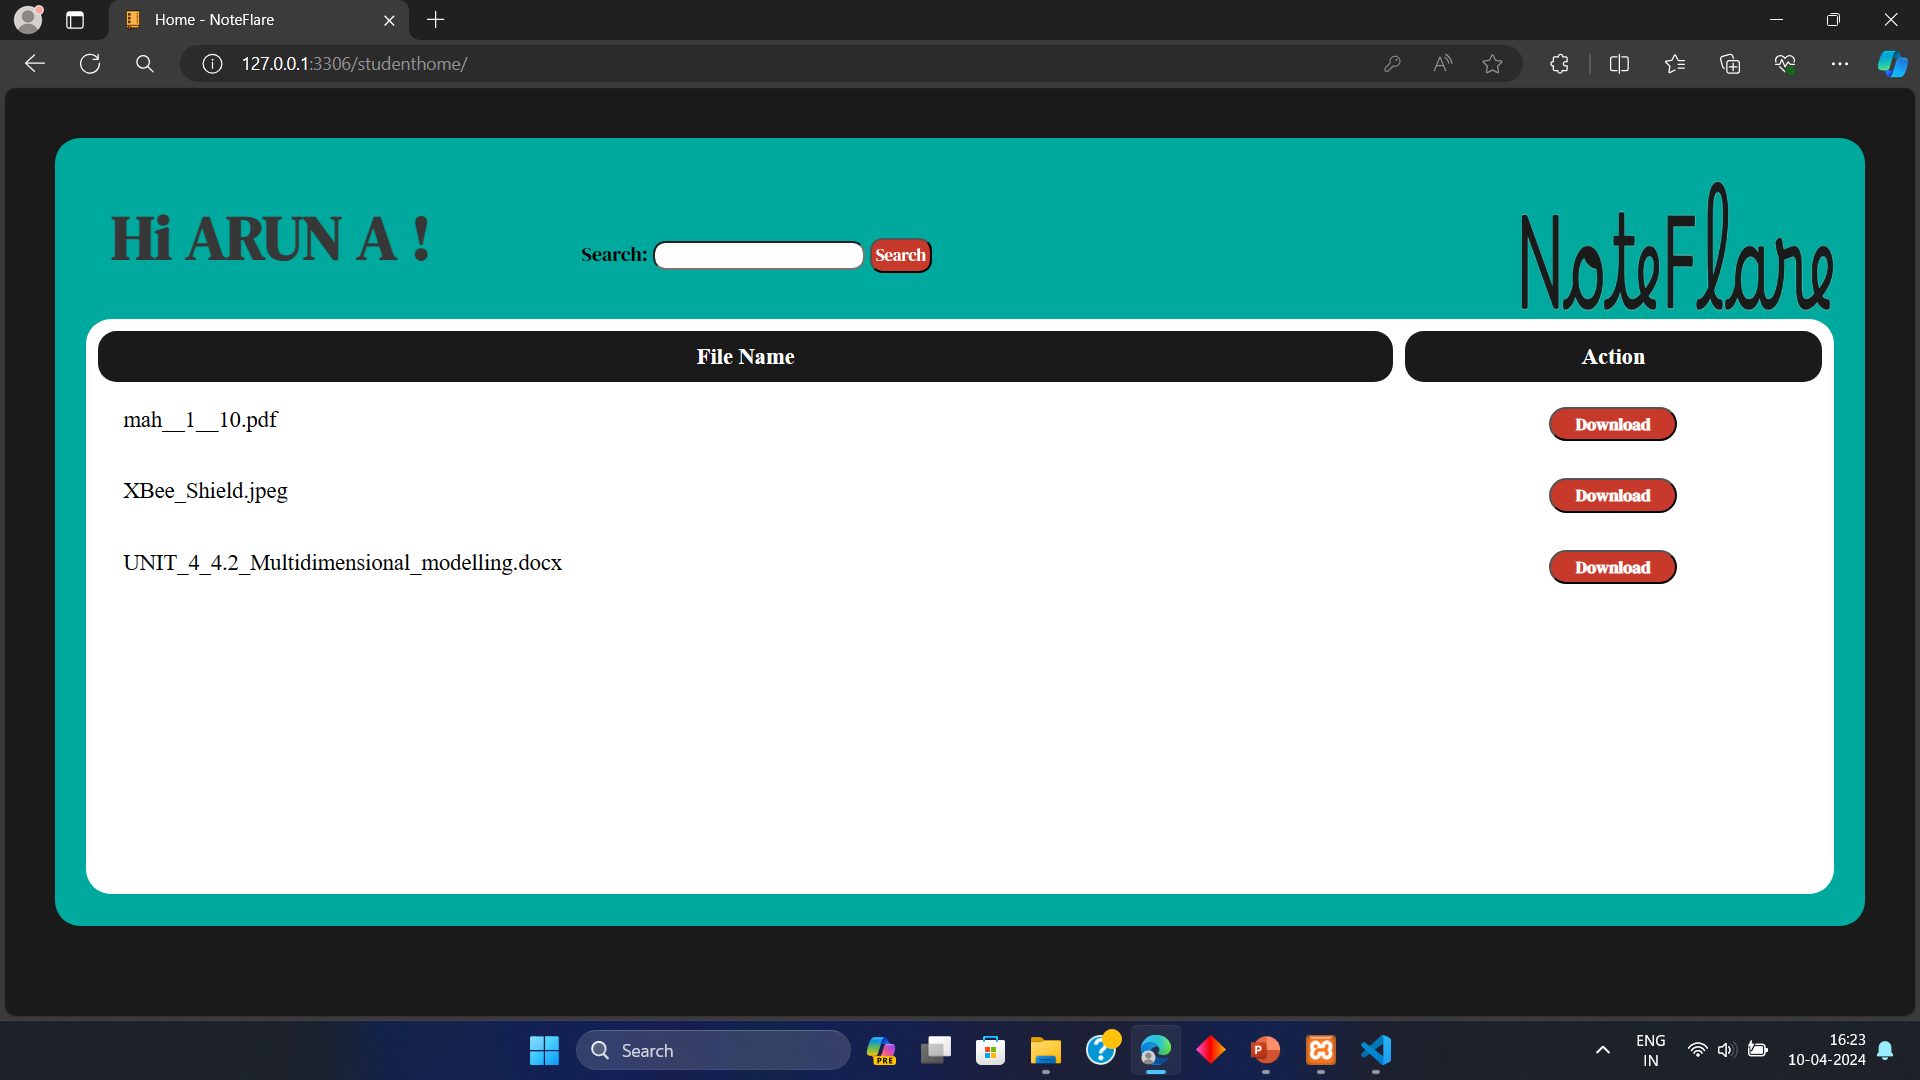 Home - NoteFlare
127.0.0.1:3306/studenthome/
Hi ARUN A !
Search:
Search
NoteFlare
File Name
Action
mah__1__10.pdf
Download
XBee_Shield.jpeg
Download
UNIT_4_4.2_Multidimensional_modelling.docx
Download
Search
PRE
ENG
IN
16:23
10-04-2024